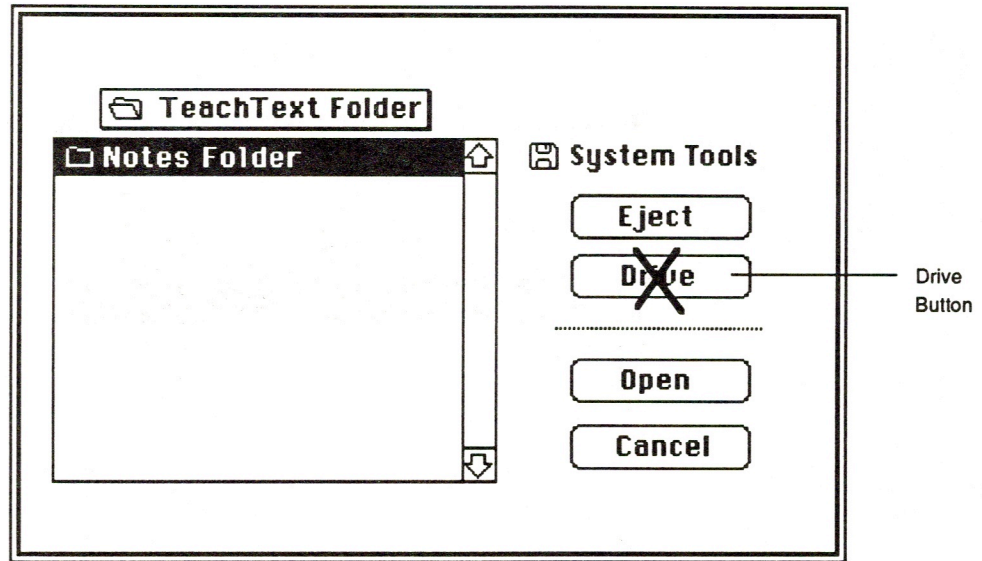 TeachText Folder
Notes Folder
System Tools
Eject
Drive
Drive
Button
Open
Cancel